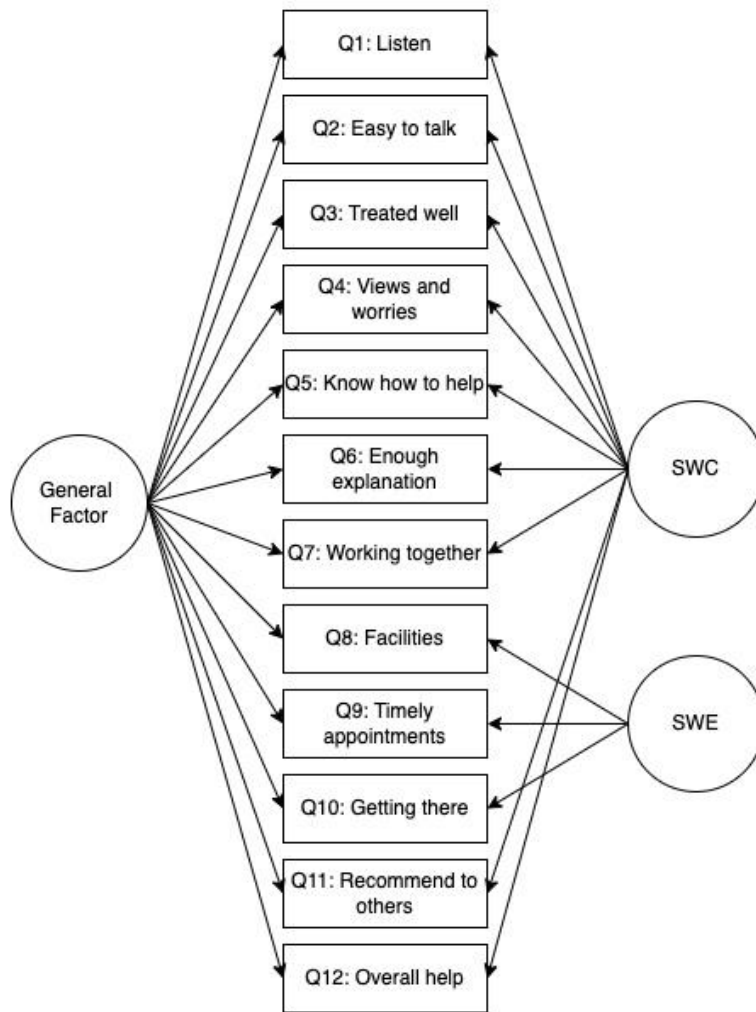 Q1: Listen
Q2: Easy to talk
Q3: Treated well
Q4: Views and
worries
Q5: Know how to help
Q6: Enough
explanation
Q7: Working together
Q8: Facilities
Q9: Timely
appointments
Q10: Getting there
Q11: Recommend to
others
Q12: Overall help
General
Factor
SWC
SWE